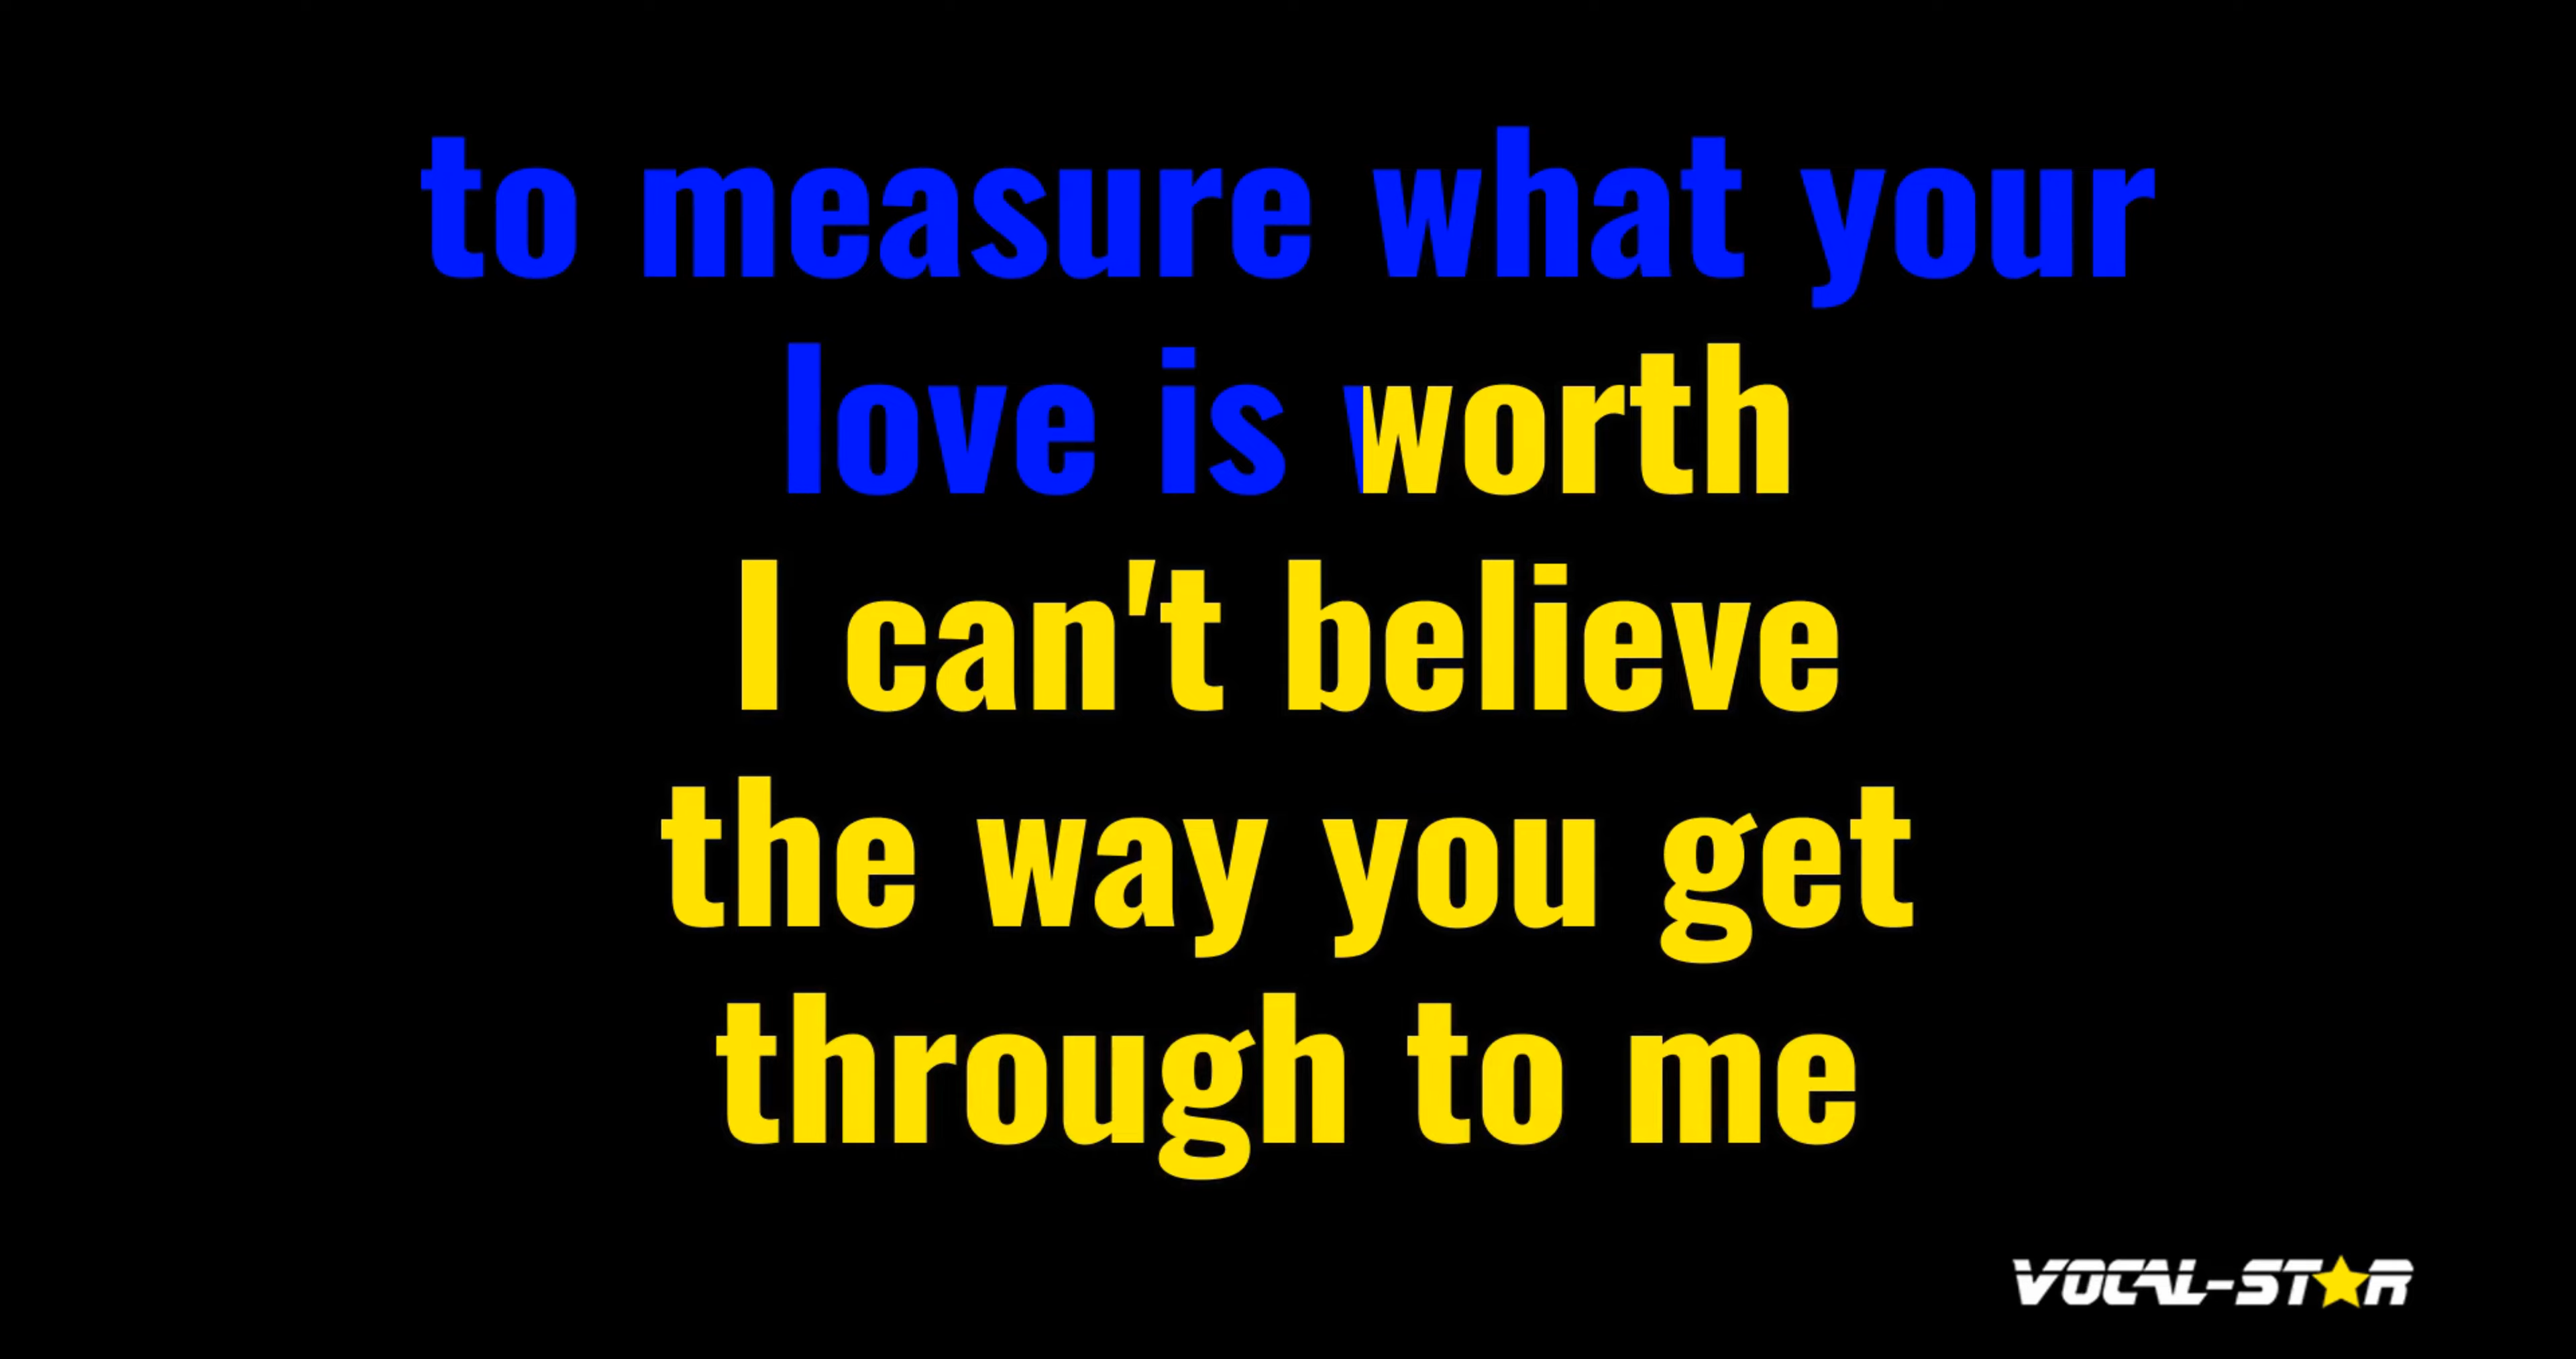 to measure what your
love is worth
I can't believe
the way you get
through to me
VOCAL-STAR